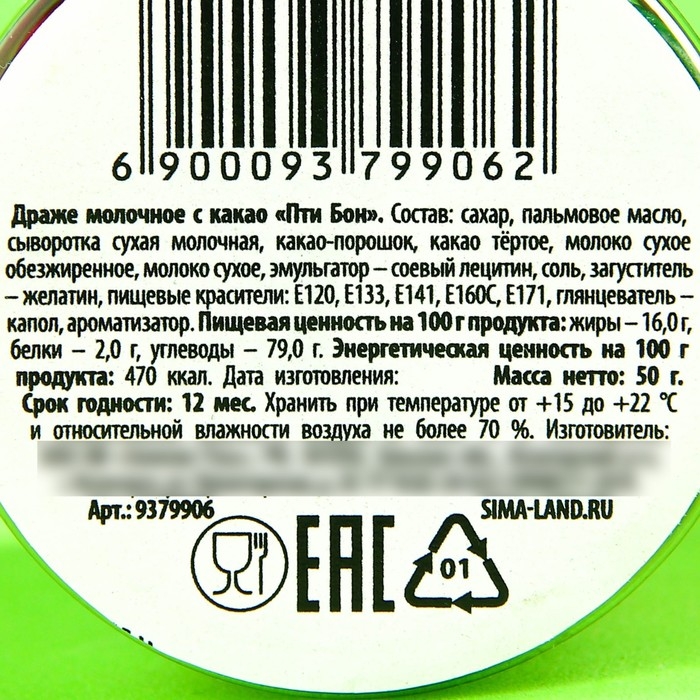 6 900093 799062
Драже молочное с какао «Пти Бон». Состав: сахар, пальмовое масло,
сыворотка сухая молочная, какао-порошок, какао тёртое, молоко сухое
обезжиренное, молоко сухое, эмульгатор – соевый лецитин, соль, загуститель
– желатин, пищевые красители: Е120, Е133, Е141, Е160С, Е171, глянцеватель –
капол, ароматизатор. Пищевая ценность на 100 г продукта: жиры – 16,0 г,
белки – 2,0 г, углеводы – 79,0 г. Энергетическая ценность на 100 г
продукта: 470 ккал. Дата изготовления: Масса нетто: 50 г.
Срок годности: 12 мес. Хранить при температуре от +15 до +22 °С
и относительной влажности воздуха не более 70 %. Изготовитель:
Арт.: 9379906 SIMA-LAND.RU
ЕАС 01